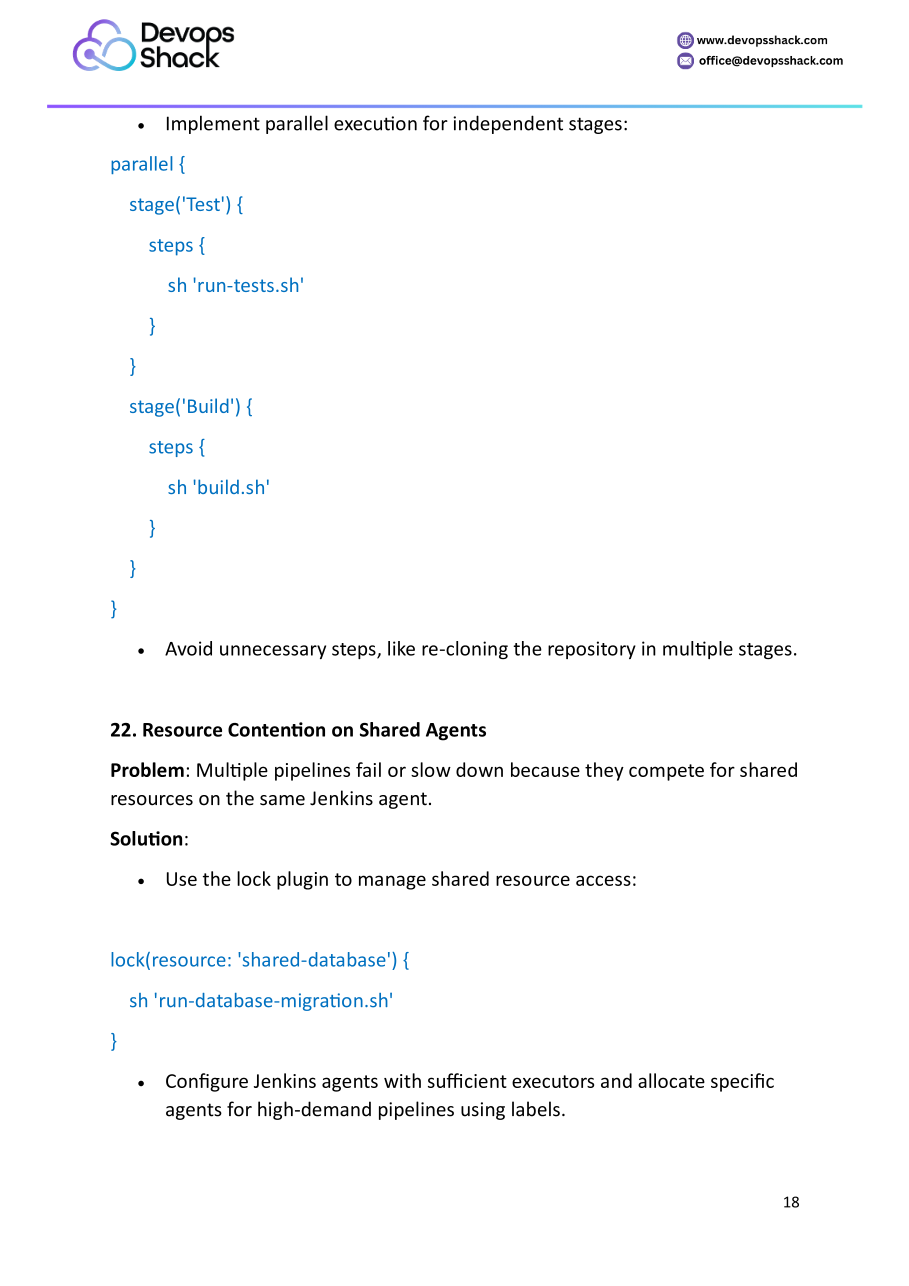 Devops
Shack
www.devopsshack.com
office@devopsshack.com
• Implement parallel execution for independent stages:
parallel {
stage('Test') {
steps {
sh 'run-tests.sh'
}
}
stage('Build') {
steps {
sh 'build.sh'
}
}
}
• Avoid unnecessary steps, like re-cloning the repository in multiple stages.
22. Resource Contention on Shared Agents
Problem: Multiple pipelines fail or slow down because they compete for shared
resources on the same Jenkins agent.
Solution:
• Use the lock plugin to manage shared resource access:
lock(resource: 'shared-database') {
sh 'run-database-migration.sh'
}
• Configure Jenkins agents with sufficient executors and allocate specific
agents for high-demand pipelines using labels.
18